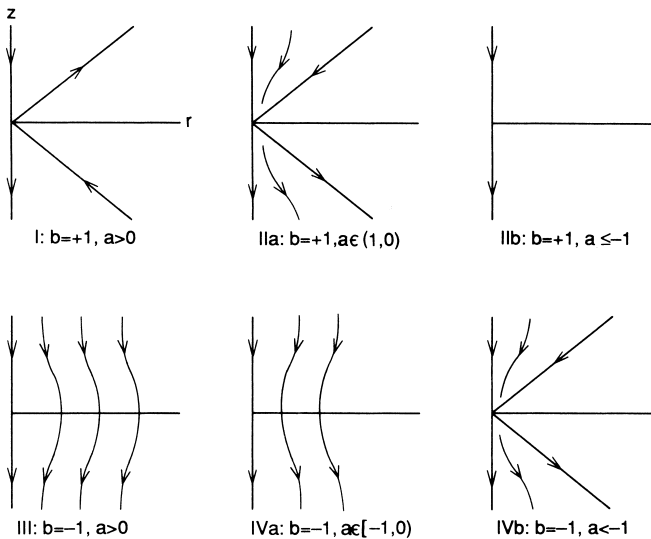 z
r
I: b=+1, a>0
IIa: b=+1,aϵ(1,0)
IIb: b=+1, a ≤-1
III: b=-1, a>0
IVa: b=-1, aϵ[-1,0)
IVb: b=-1, a<-1